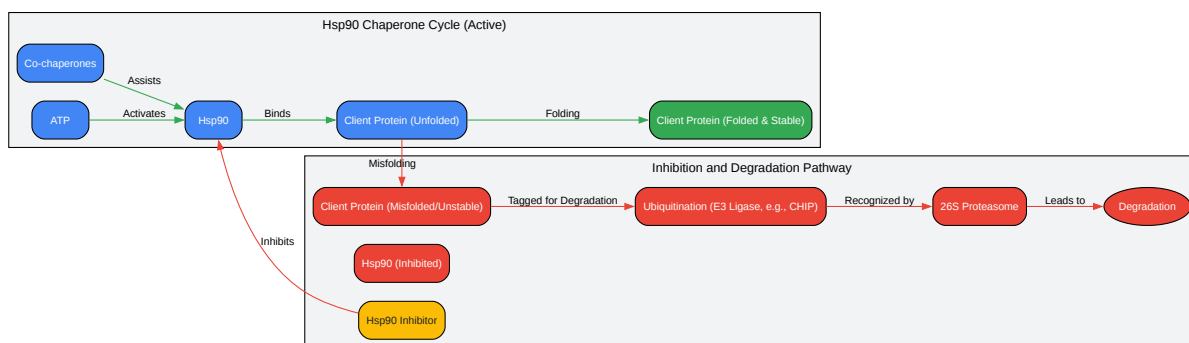 Hsp90 Chaperone Cycle (Active)
Co-chaperones
Assists
ATP
Activates
Hsp90
Binds
Client Protein (Unfolded)
Folding
Client Protein (Folded & Stable)
Misfolding
Inhibition and Degradation Pathway
Client Protein (Misfolded/Unstable)
Tagged for Degradation
Ubiquitination (E3 Ligase, e.g., CHIP)
Recognized by
26S Proteasome
Leads to
Degradation
Inhibits
Hsp90 (Inhibited)
Hsp90 Inhibitor